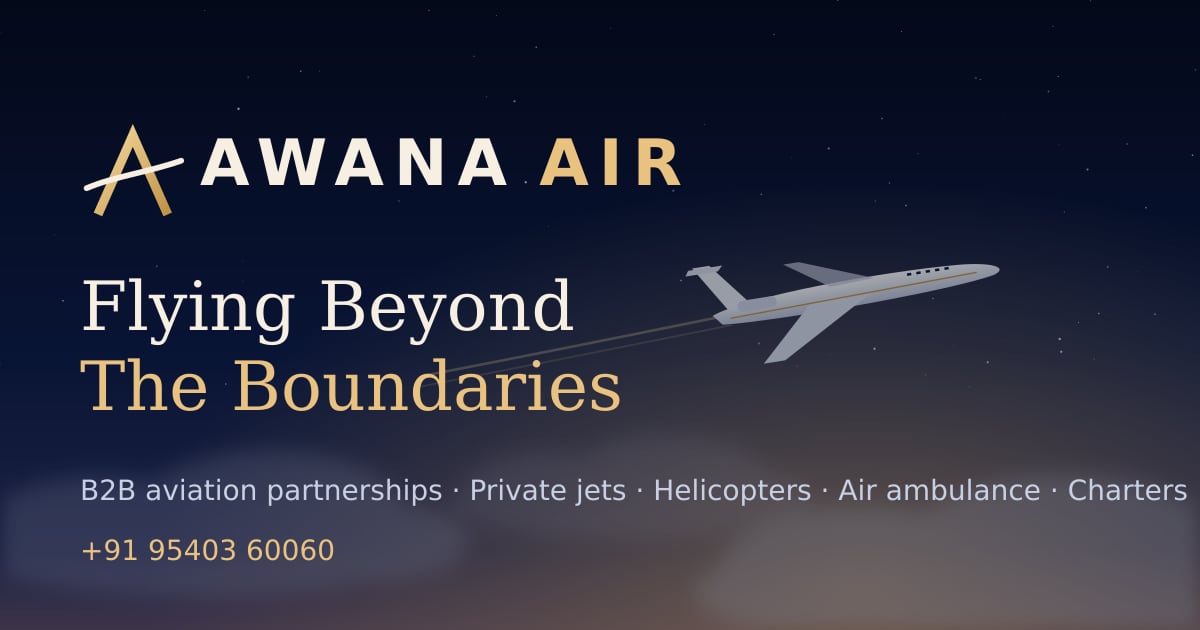 AWANA AIR
Flying Beyond
The Boundaries
B2B aviation partnerships · Private jets · Helicopters · Air ambulance · Charters
+91 95403 60060